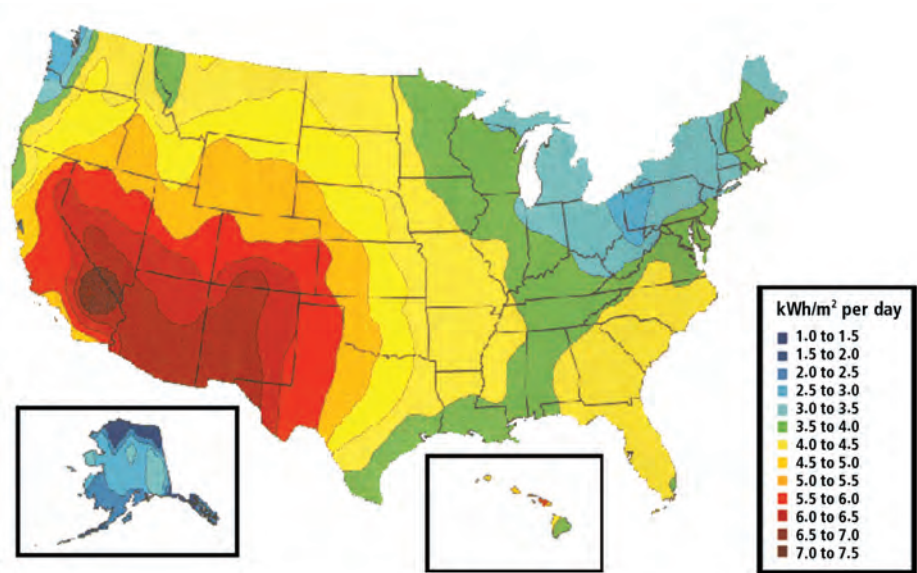 kWh/m² per day
1.0 to 1.5
1.5 to 2.0
2.0 to 2.5
2.5 to 3.0
3.0 to 3.5
3.5 to 4.0
4.0 to 4.5
4.5 to 5.0
5.0 to 5.5
5.5 to 6.0
6.0 to 6.5
6.5 to 7.0
7.0 to 7.5